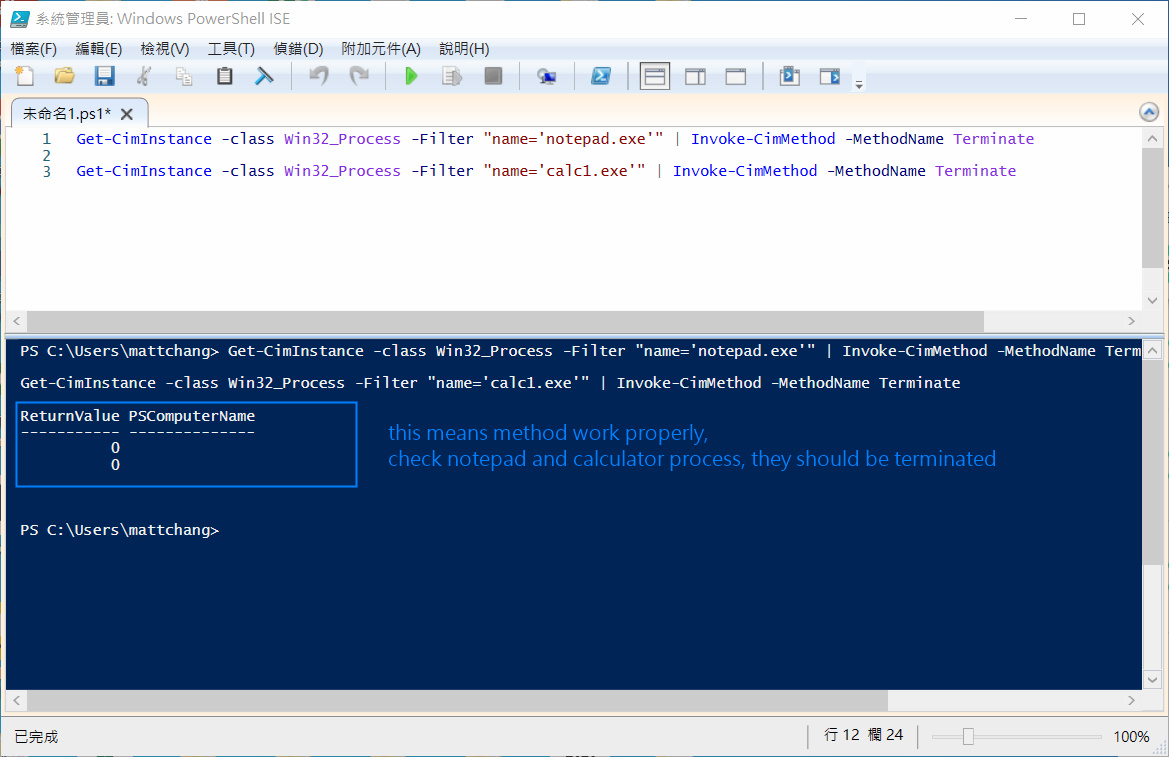 系統管理員: Windows PowerShell ISE
檔案(F) 編輯(E) 檢視(V) 工具(T) 偵錯(D) 附加元件(A) 說明(H)
未命名1.ps1*
1 Get-CimInstance -class Win32_Process -Filter "name='notepad.exe'" | Invoke-CimMethod -MethodName Terminate
2
3 Get-CimInstance -class Win32_Process -Filter "name='calc1.exe'" | Invoke-CimMethod -MethodName Terminate
PS C:\Users\mattchang> Get-CimInstance -class Win32_Process -Filter "name='notepad.exe'" | Invoke-CimMethod -MethodName Term
Get-CimInstance -class Win32_Process -Filter "name='calc1.exe'" | Invoke-CimMethod -MethodName Terminate
ReturnValue PSComputerName
----------- --------------
0
0
this means method work properly,
check notepad and calculator process, they should be terminated
PS C:\Users\mattchang>
已完成 行 12 欄 24 100%